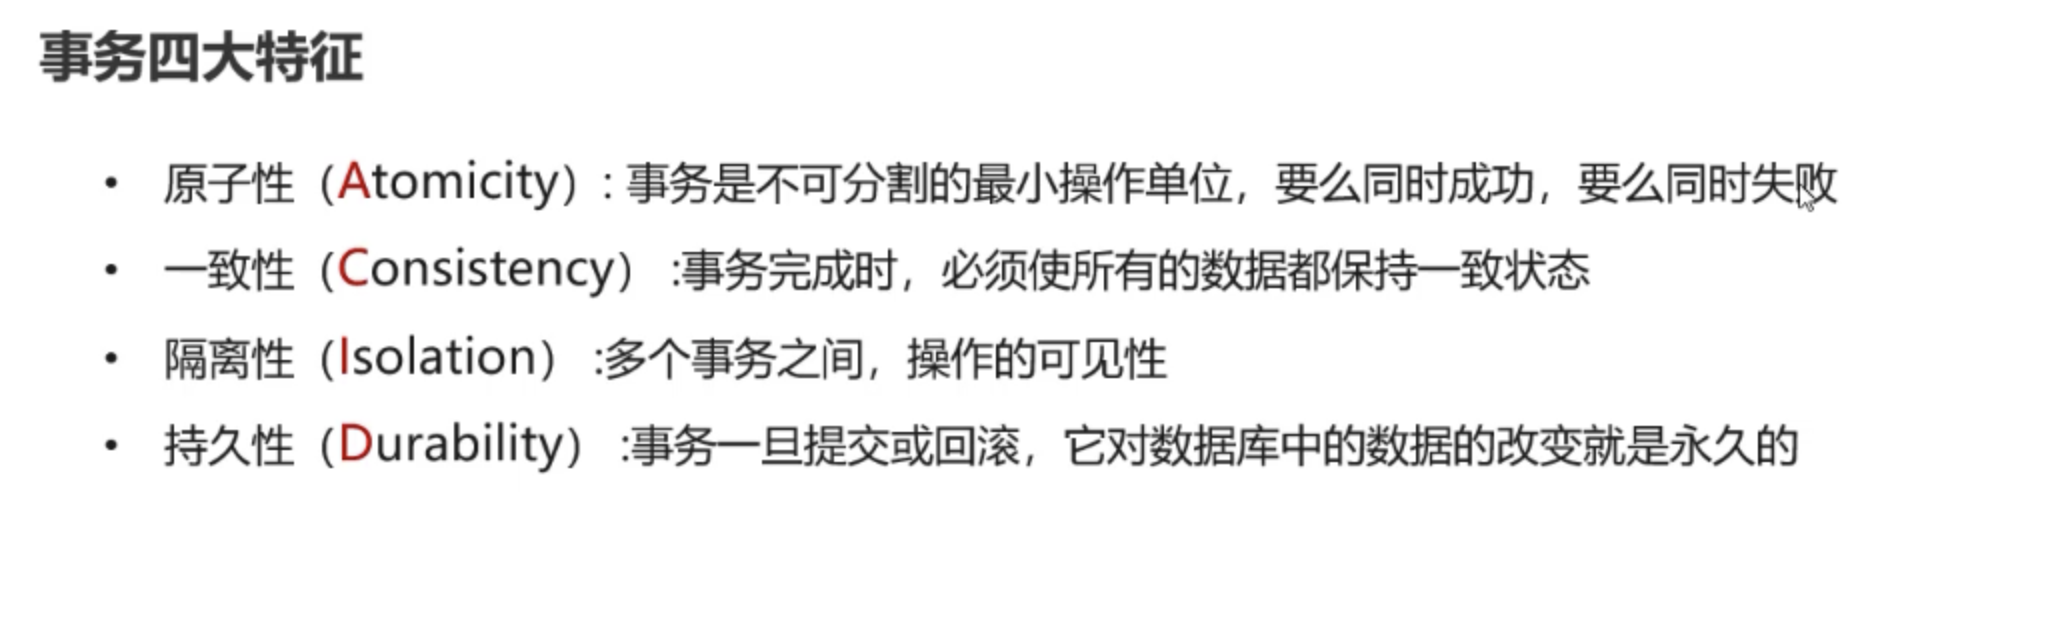 事务四大特征
• 原子性（Atomicity）: 事务是不可分割的最小操作单位，要么同时成功，要么同时失败
• 一致性（Consistency） :事务完成时，必须使所有的数据都保持一致状态
• 隔离性（Isolation） :多个事务之间，操作的可见性
• 持久性（Durability） :事务一旦提交或回滚，它对数据库中的数据的改变就是永久的